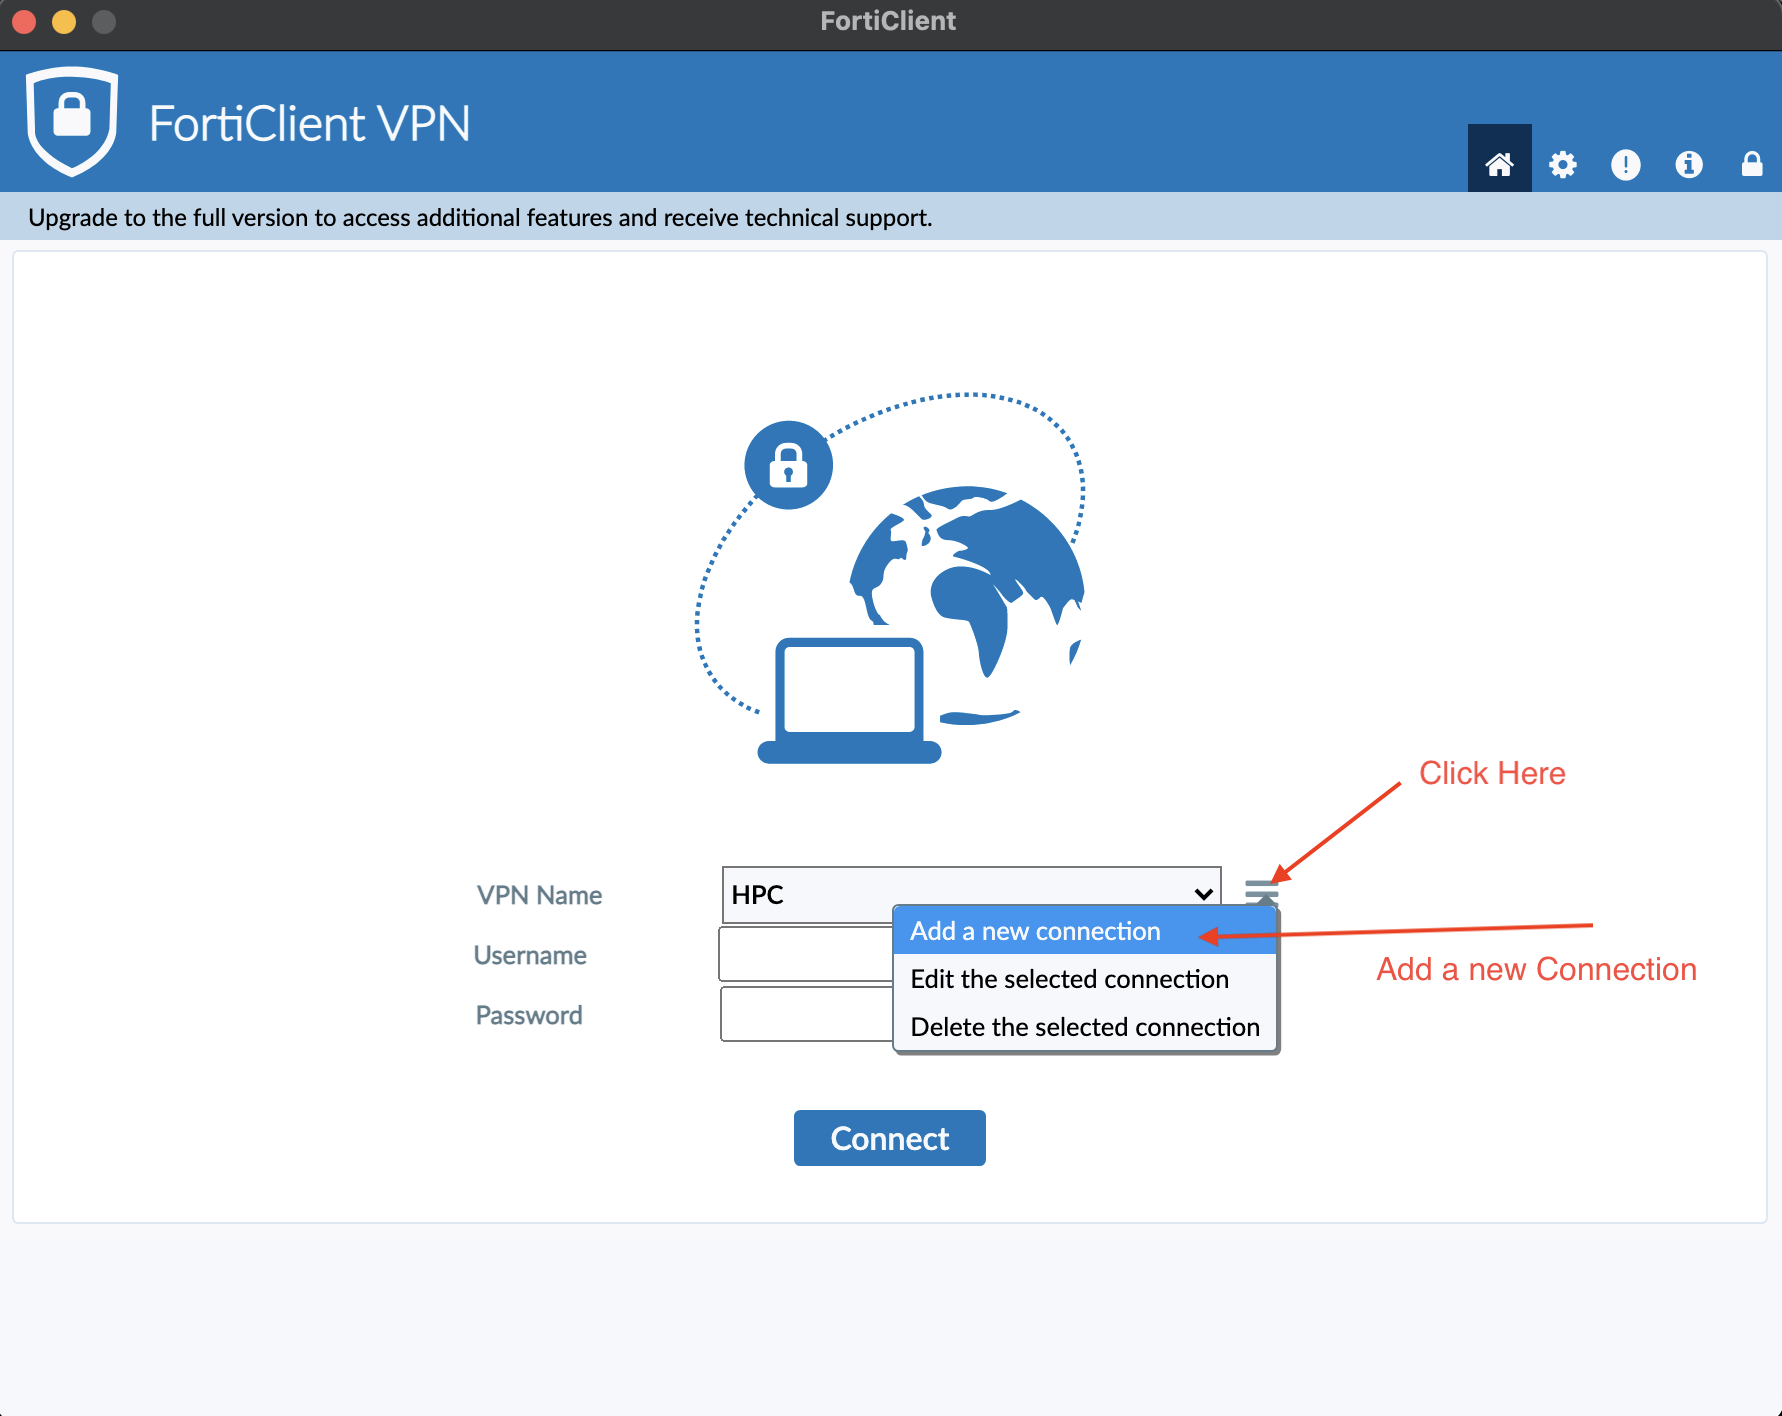 FortiClient
FortiClient VPN
Upgrade to the full version to access additional features and receive technical support.
Click Here
VPN Name
HPC
Add a new connection
Username
Add a new Connection
Edit the selected connection
Password
Delete the selected connection
Connect